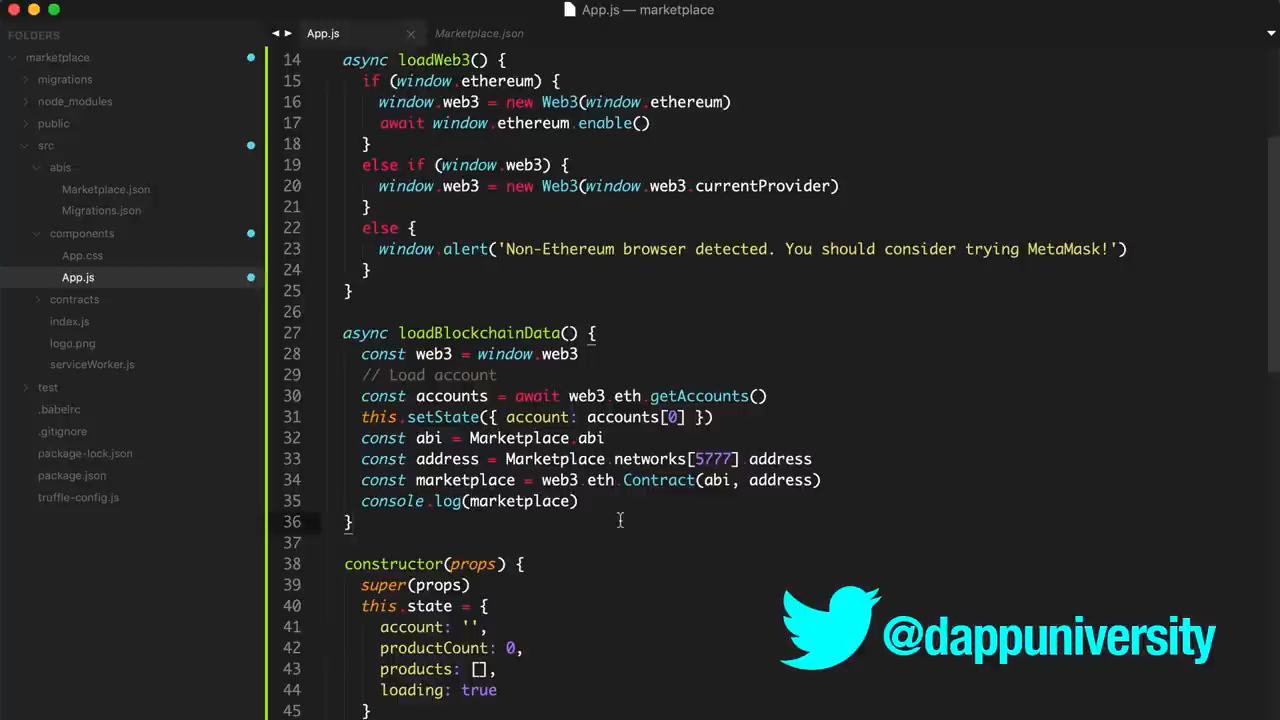 App.js — marketplace
FOLDERS
marketplace
migrations
node_modules
public
src
abis
Marketplace.json
Migrations.json
components
App.css
App.js
contracts
index.js
logo.png
serviceWorker.js
test
.babelrc
.gitignore
package-lock.json
package.json
truffle-config.js
App.js
Marketplace.json
14 async loadWeb3() {
15 if (window.ethereum) {
16 window.web3 = new Web3(window.ethereum)
17 await window.ethereum.enable()
18 }
19 else if (window.web3) {
20 window.web3 = new Web3(window.web3.currentProvider)
21 }
22 else {
23 window.alert('Non-Ethereum browser detected. You should consider trying MetaMask!')
24 }
25 }
26
27 async loadBlockchainData() {
28 const web3 = window.web3
29 // Load account
30 const accounts = await web3.eth.getAccounts()
31 this.setState({ account: accounts[0] })
32 const abi = Marketplace.abi
33 const address = Marketplace.networks[5777].address
34 const marketplace = web3.eth.Contract(abi, address)
35 console.log(marketplace)
36 }
37
38 constructor(props) {
39 super(props)
40 this.state = {
41 account: '',
42 productCount: 0,
43 products: [],
44 loading: true
45 }
@dappuniversity